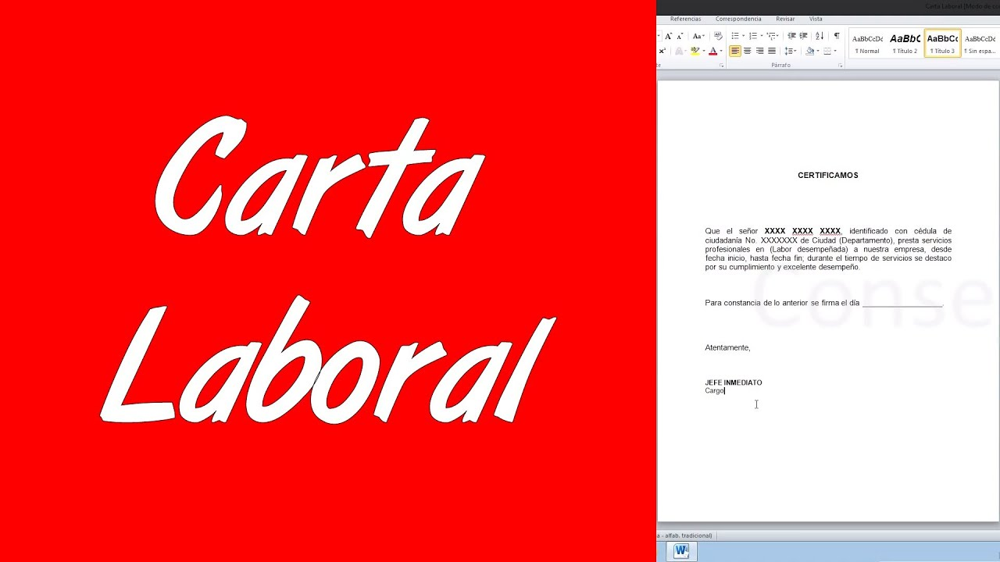 Carta
Laboral
Carta Laboral [Modo de co
Referencias Correspondencia Revisar Vista
AaBbCcDc AaBbC AaBbCc AaBbCcDc
¶ Normal ¶ Título 2 ¶ Título 3 ¶ Sin espa...
Párrafo
CERTIFICAMOS
Que el señor XXXX XXXX XXXX, identificado con cédula de
ciudadanía No. XXXXXXX de Ciudad (Departamento), presta servicios
profesionales en (Labor desempeñada) a nuestra empresa, desde
fecha inicio, hasta fecha fin; durante el tiempo de servicios se destaco
por su cumplimiento y excelente desempeño.
Conse
Para constancia de lo anterior se firma el día ____________________.
Atentamente,
JEFE INMEDIATO
Cargo
a - alfab. tradicional)